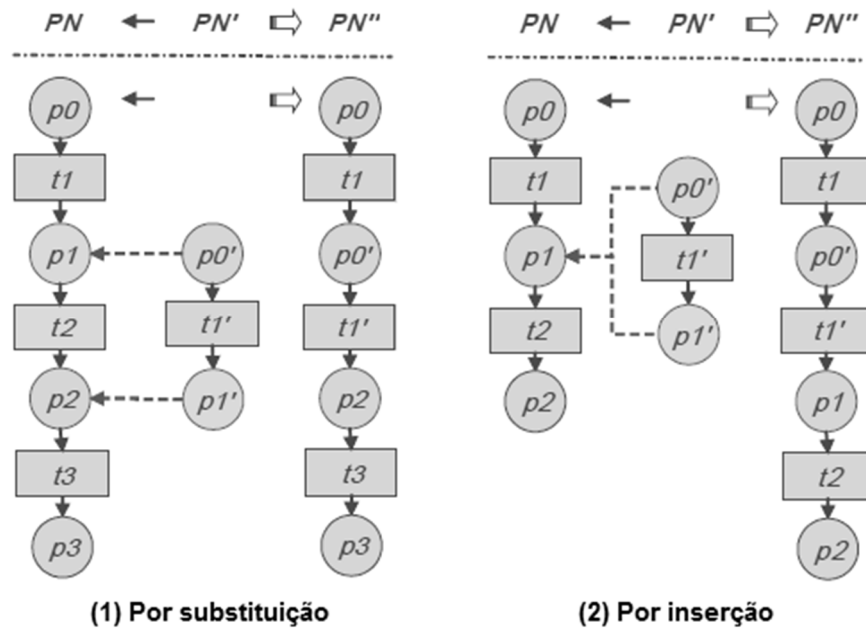 PN PN' PN''
p0 p0
t1 t1
p1 p0' p0'
t2 t1' t1'
p2 p1' p2
t3 t3
p3 p3
(1) Por substituição
PN PN' PN''
p0 p0
t1 t1
p0'
p1 t1' p0'
t2 p1' t1'
p2 p1
t2
p2
(2) Por inserção